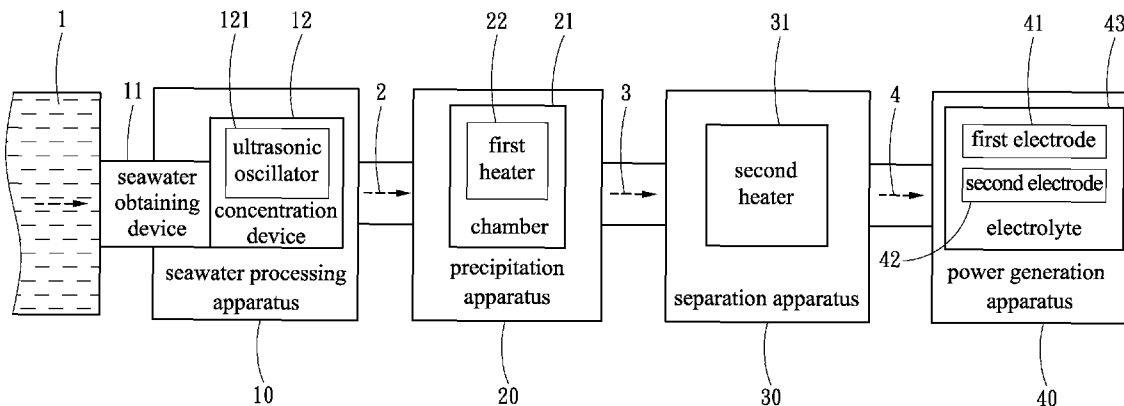 1
11
121
12
2
22
21
3
31
4
41
43
ultrasonic
oscillator
seawater
obtaining
device
concentration
device
seawater processing
apparatus
first
heater
chamber
precipitation
apparatus
second
heater
separation apparatus
first electrode
second electrode
electrolyte
42
power generation
apparatus
10
20
30
40